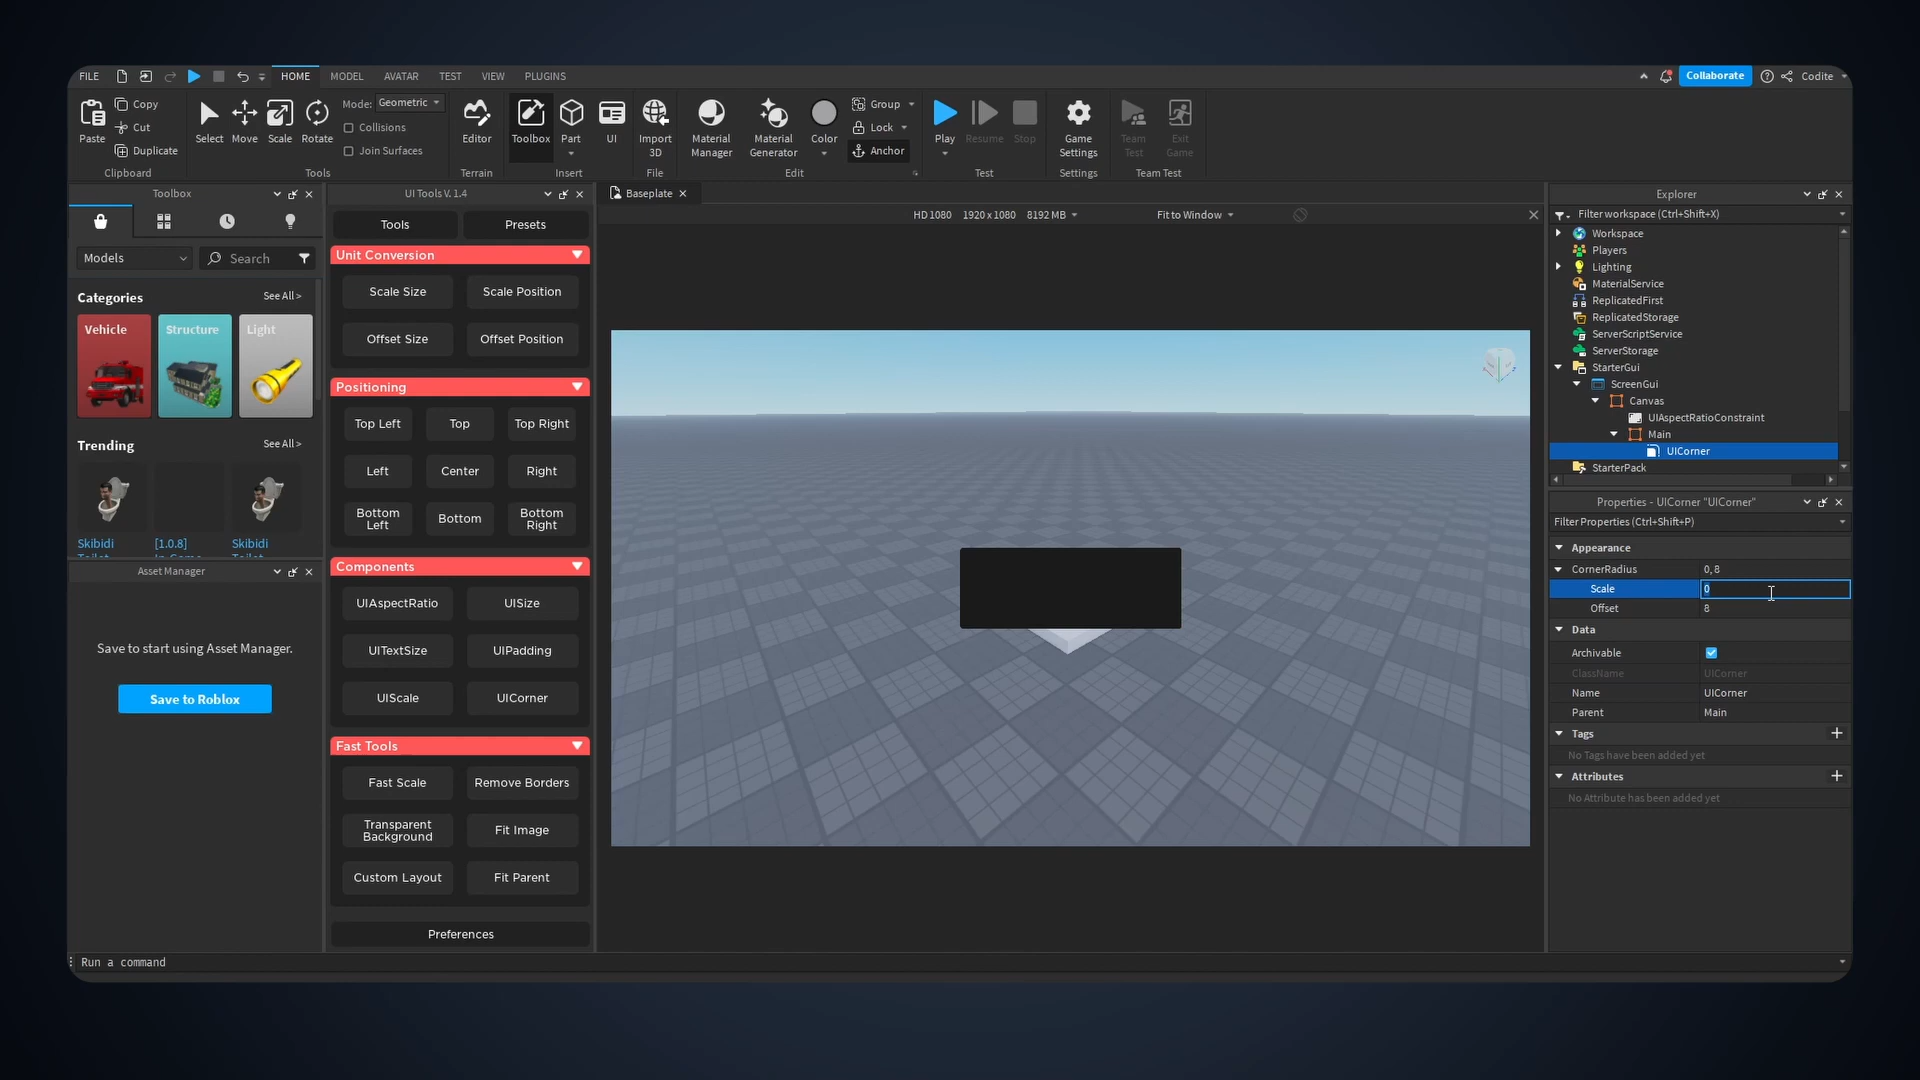 FILE
HOME
MODEL
AVATAR
TEST
VIEW
PLUGINS
Collaborate
Codite
Paste
Copy
Cut
Duplicate
Clipboard
Select
Move
Scale
Rotate
Mode: Geometric
Collisions
Join Surfaces
Tools
Editor
Terrain
Toolbox
Part
UI
Insert
Import
3D
File
Material
Manager
Material
Generator
Color
Group
Lock
Anchor
Edit
Play
Resume
Stop
Test
Game
Settings
Settings
Team
Test
Exit
Game
Team Test
Toolbox
Models
Search
Categories
See All >
Vehicle
Structure
Light
Trending
See All >
Skibidi
[1.0.8]
Skibidi
Asset Manager
Save to start using Asset Manager.
Save to Roblox
UI Tools V. 1.4
Tools
Presets
Unit Conversion
Scale Size
Scale Position
Offset Size
Offset Position
Positioning
Top Left
Top
Top Right
Left
Center
Right
Bottom
Left
Bottom
Bottom
Right
Components
UIAspectRatio
UISize
UITextSize
UIPadding
UIScale
UICorner
Fast Tools
Fast Scale
Remove Borders
Transparent
Background
Fit Image
Custom Layout
Fit Parent
Preferences
Baseplate
HD 1080 1920 x 1080 8192 MB
Fit to Window
Explorer
Filter workspace (Ctrl+Shift+X)
Workspace
Players
Lighting
MaterialService
ReplicatedFirst
ReplicatedStorage
ServerScriptService
ServerStorage
StarterGui
ScreenGui
Canvas
UIAspectRatioConstraint
Main
UICorner
StarterPack
Properties - UICorner "UICorner"
Filter Properties (Ctrl+Shift+P)
Appearance
CornerRadius 0, 8
Scale 0
Offset 8
Data
Archivable
ClassName UICorner
Name UICorner
Parent Main
Tags
No Tags have been added yet
Attributes
No Attribute has been added yet
Run a command